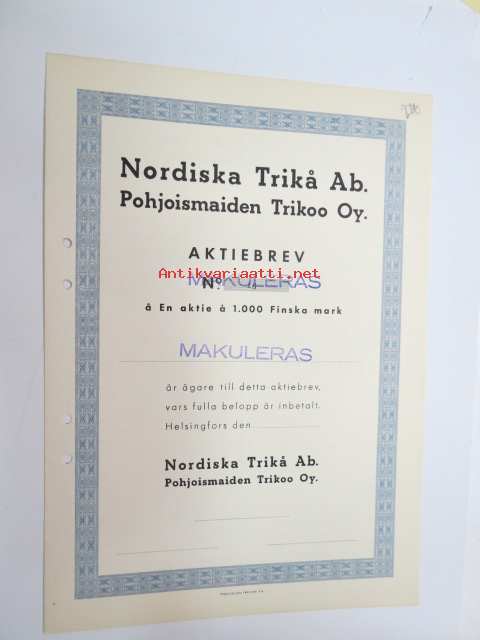 Nordiska Trikå Ab.
Pohjoismaiden Trikoo Oy.
AKTIEBREV
Antikvariaatti.net
No. MAKULERAS
å En aktie å 1.000 Finska mark
MAKULERAS
är ägare till detta aktiebrev,
vars fulla belopp är inbetalt.
Helsingfors den
Nordiska Trikå Ab.
Pohjoismaiden Trikoo Oy.